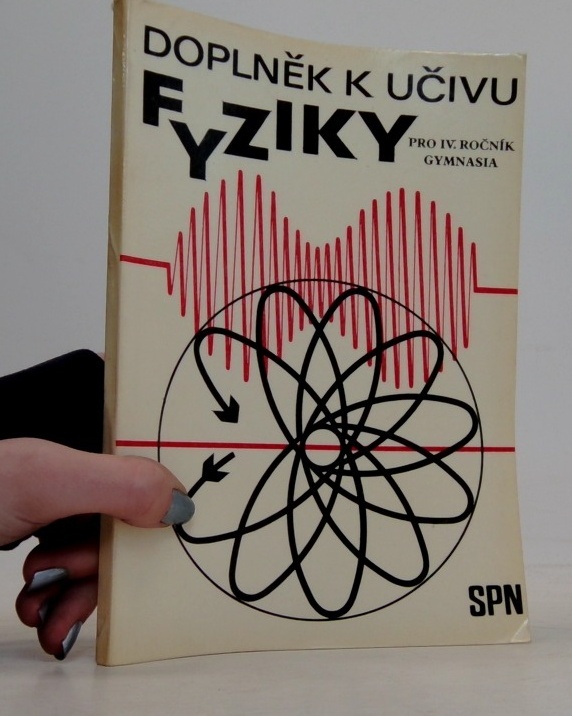 DOPLNĚK K UČIVU
FYZIKY
PRO IV. ROČNÍK
GYMNASIA
SPN